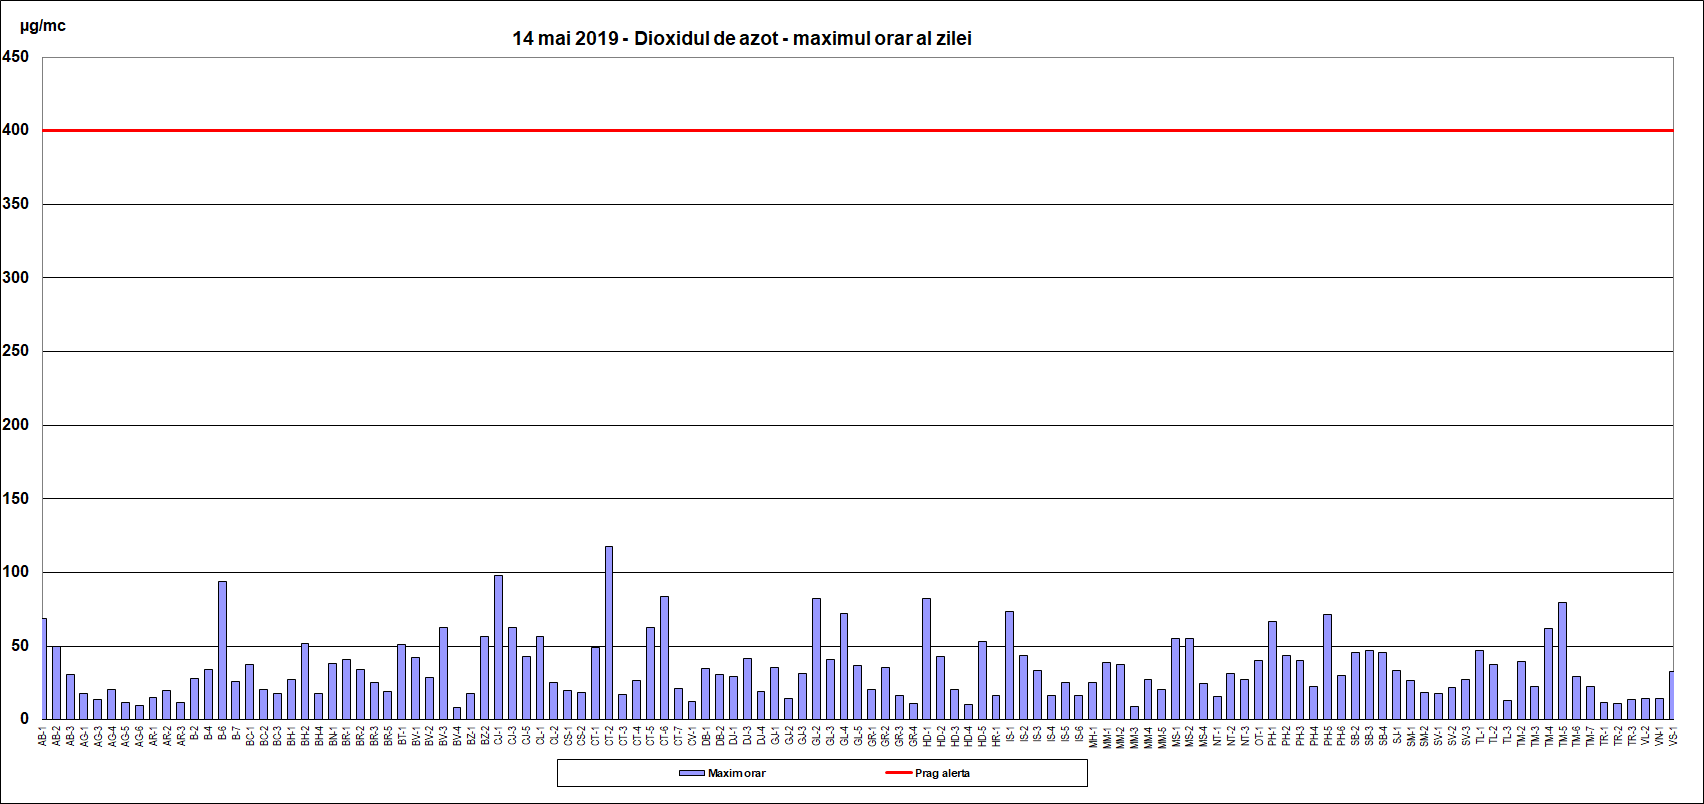 µg/mc
14 mai 2019 - Dioxidul de azot - maximul orar al zilei
450
400
350
300
250
200
150
100
50
0
AB-1 AB-2 AB-3 AG-1 AG-3 AG-4 AG-5 AG-6 AR-1 AR-2 AR-3 B-2 B-4 B-6 B-7 BC-1 BC-2 BC-3 BH-1 BH-2 BH-4 BN-1 BR-1 BR-2 BR-3 BR-5 BT-1 BV-1 BV-2 BV-3 BV-4 BZ-1 BZ-2 CJ-1 CJ-3 CJ-5 CL-1 CL-2 CS-1 CS-2 CT-1 CT-2 CT-3 CT-4 CT-5 CT-6 CT-7 CV-1 DB-1 DB-2 DJ-1 DJ-3 DJ-4 GJ-1 GJ-2 GJ-3 GL-2 GL-3 GL-4 GL-5 GR-1 GR-2 GR-3 GR-4 HD-1 HD-2 HD-3 HD-4 HD-5 HR-1 IS-1 IS-2 IS-3 IS-4 IS-5 IS-6 MH-1 MM-1 MM-2 MM-3 MM-4 MM-5 MS-1 MS-2 MS-4 NT-1 NT-2 NT-3 OT-1 PH-1 PH-2 PH-3 PH-4 PH-5 PH-6 SB-2 SB-3 SB-4 SJ-1 SM-1 SM-2 SV-1 SV-2 SV-3 TL-1 TL-2 TL-3 TM-2 TM-3 TM-4 TM-5 TM-6 TM-7 TR-1 TR-2 TR-3 VL-2 VN-1 VS-1
Maxim orar Prag alerta